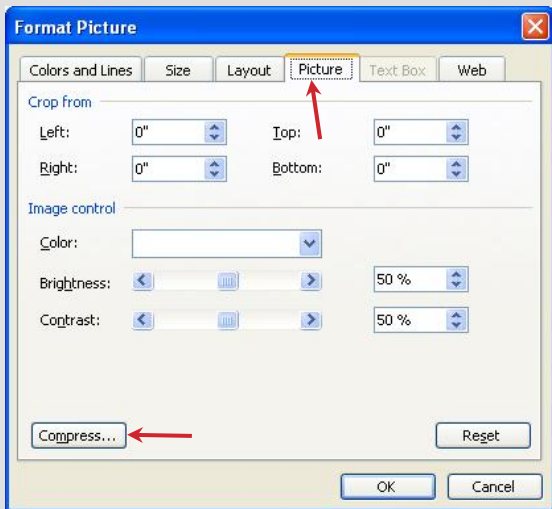 Format Picture
Colors and Lines Size Layout Picture Text Box Web
Crop from
Left: 0" Top: 0"
Right: 0" Bottom: 0"
Image control
Color:
Brightness: 50 %
Contrast: 50 %
Compress... Reset
OK Cancel